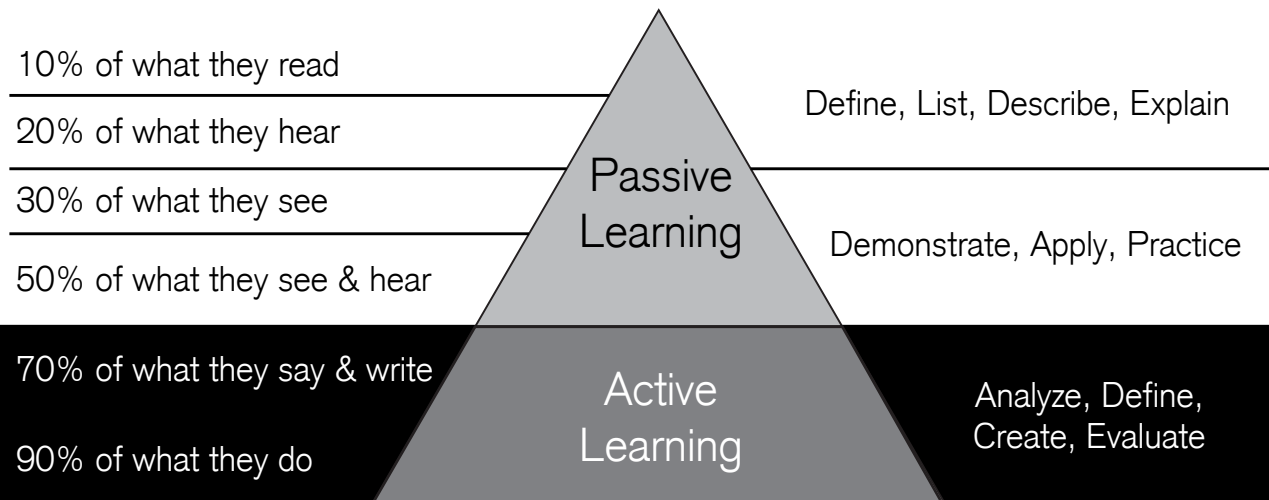 10% of what they read
20% of what they hear
30% of what they see
50% of what they see & hear
70% of what they say & write
90% of what they do
Passive
Learning
Active
Learning
Define, List, Describe, Explain
Demonstrate, Apply, Practice
Analyze, Define,
Create, Evaluate